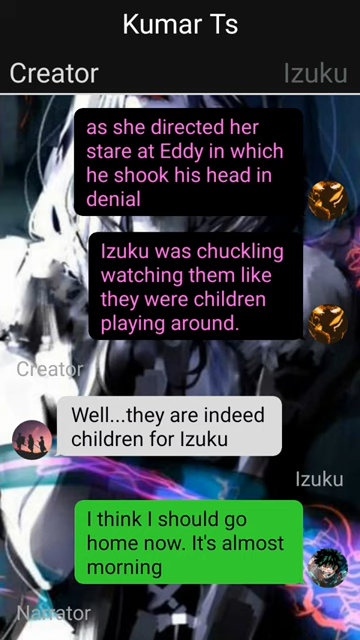 Kumar Ts
Creator
Izuku
as she directed her
stare at Eddy in which
he shook his head in
denial
Izuku was chuckling
watching them like
they were children
playing around.
Creator
Well...they are indeed
children for Izuku
Izuku
I think I should go
home now. It's almost
morning
Narrator